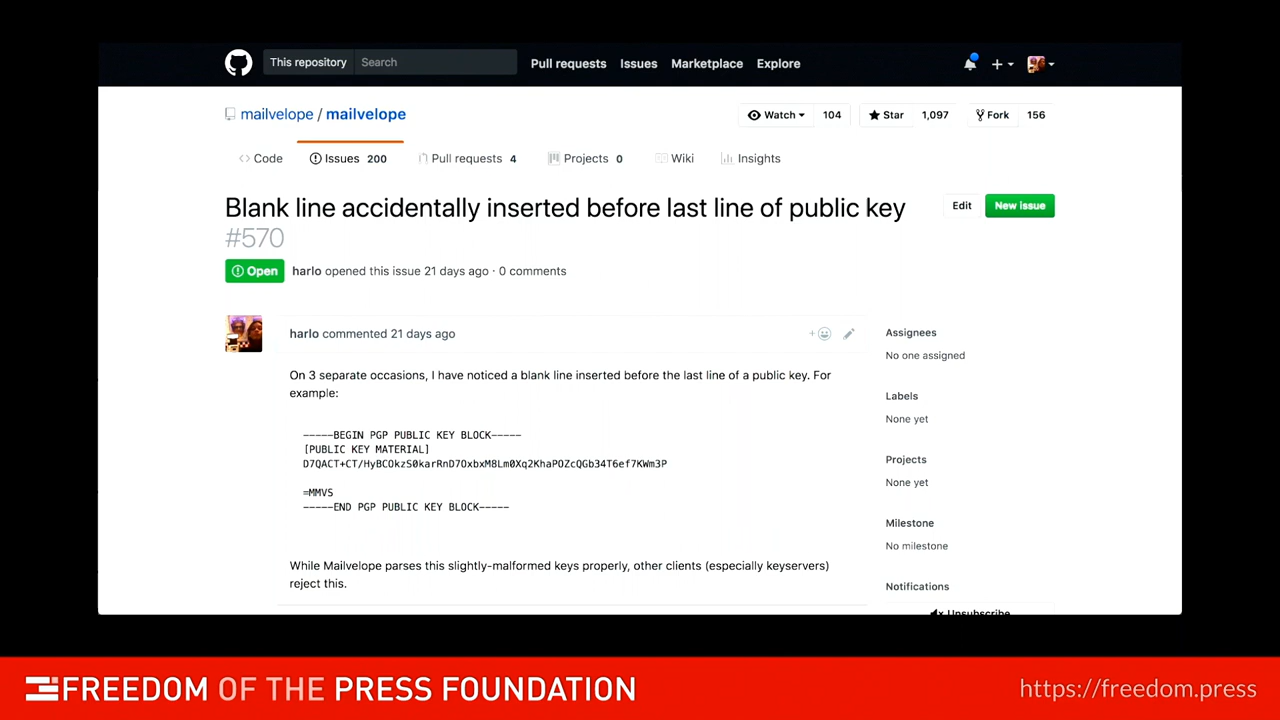 This repository Search Pull requests Issues Marketplace Explore
mailvelope / mailvelope Watch 104 Star 1,097 Fork 156
Code Issues 200 Pull requests 4 Projects 0 Wiki Insights
Blank line accidentally inserted before last line of public key
#570
Edit New issue
Open harlo opened this issue 21 days ago · 0 comments
harlo commented 21 days ago
On 3 separate occasions, I have noticed a blank line inserted before the last line of a public key. For
example:
-----BEGIN PGP PUBLIC KEY BLOCK-----
[PUBLIC KEY MATERIAL]
D7QACT+CT/HyBCOkzS0karRnD7OxbxM8Lm0Xq2KhaPOZcQGb34T6ef7KWm3P
=MMVS
-----END PGP PUBLIC KEY BLOCK-----
While Mailvelope parses this slightly-malformed keys properly, other clients (especially keyservers)
reject this.
Assignees
No one assigned
Labels
None yet
Projects
None yet
Milestone
No milestone
Notifications
Unsubscribe
FREEDOM OF THE PRESS FOUNDATION
https://freedom.press